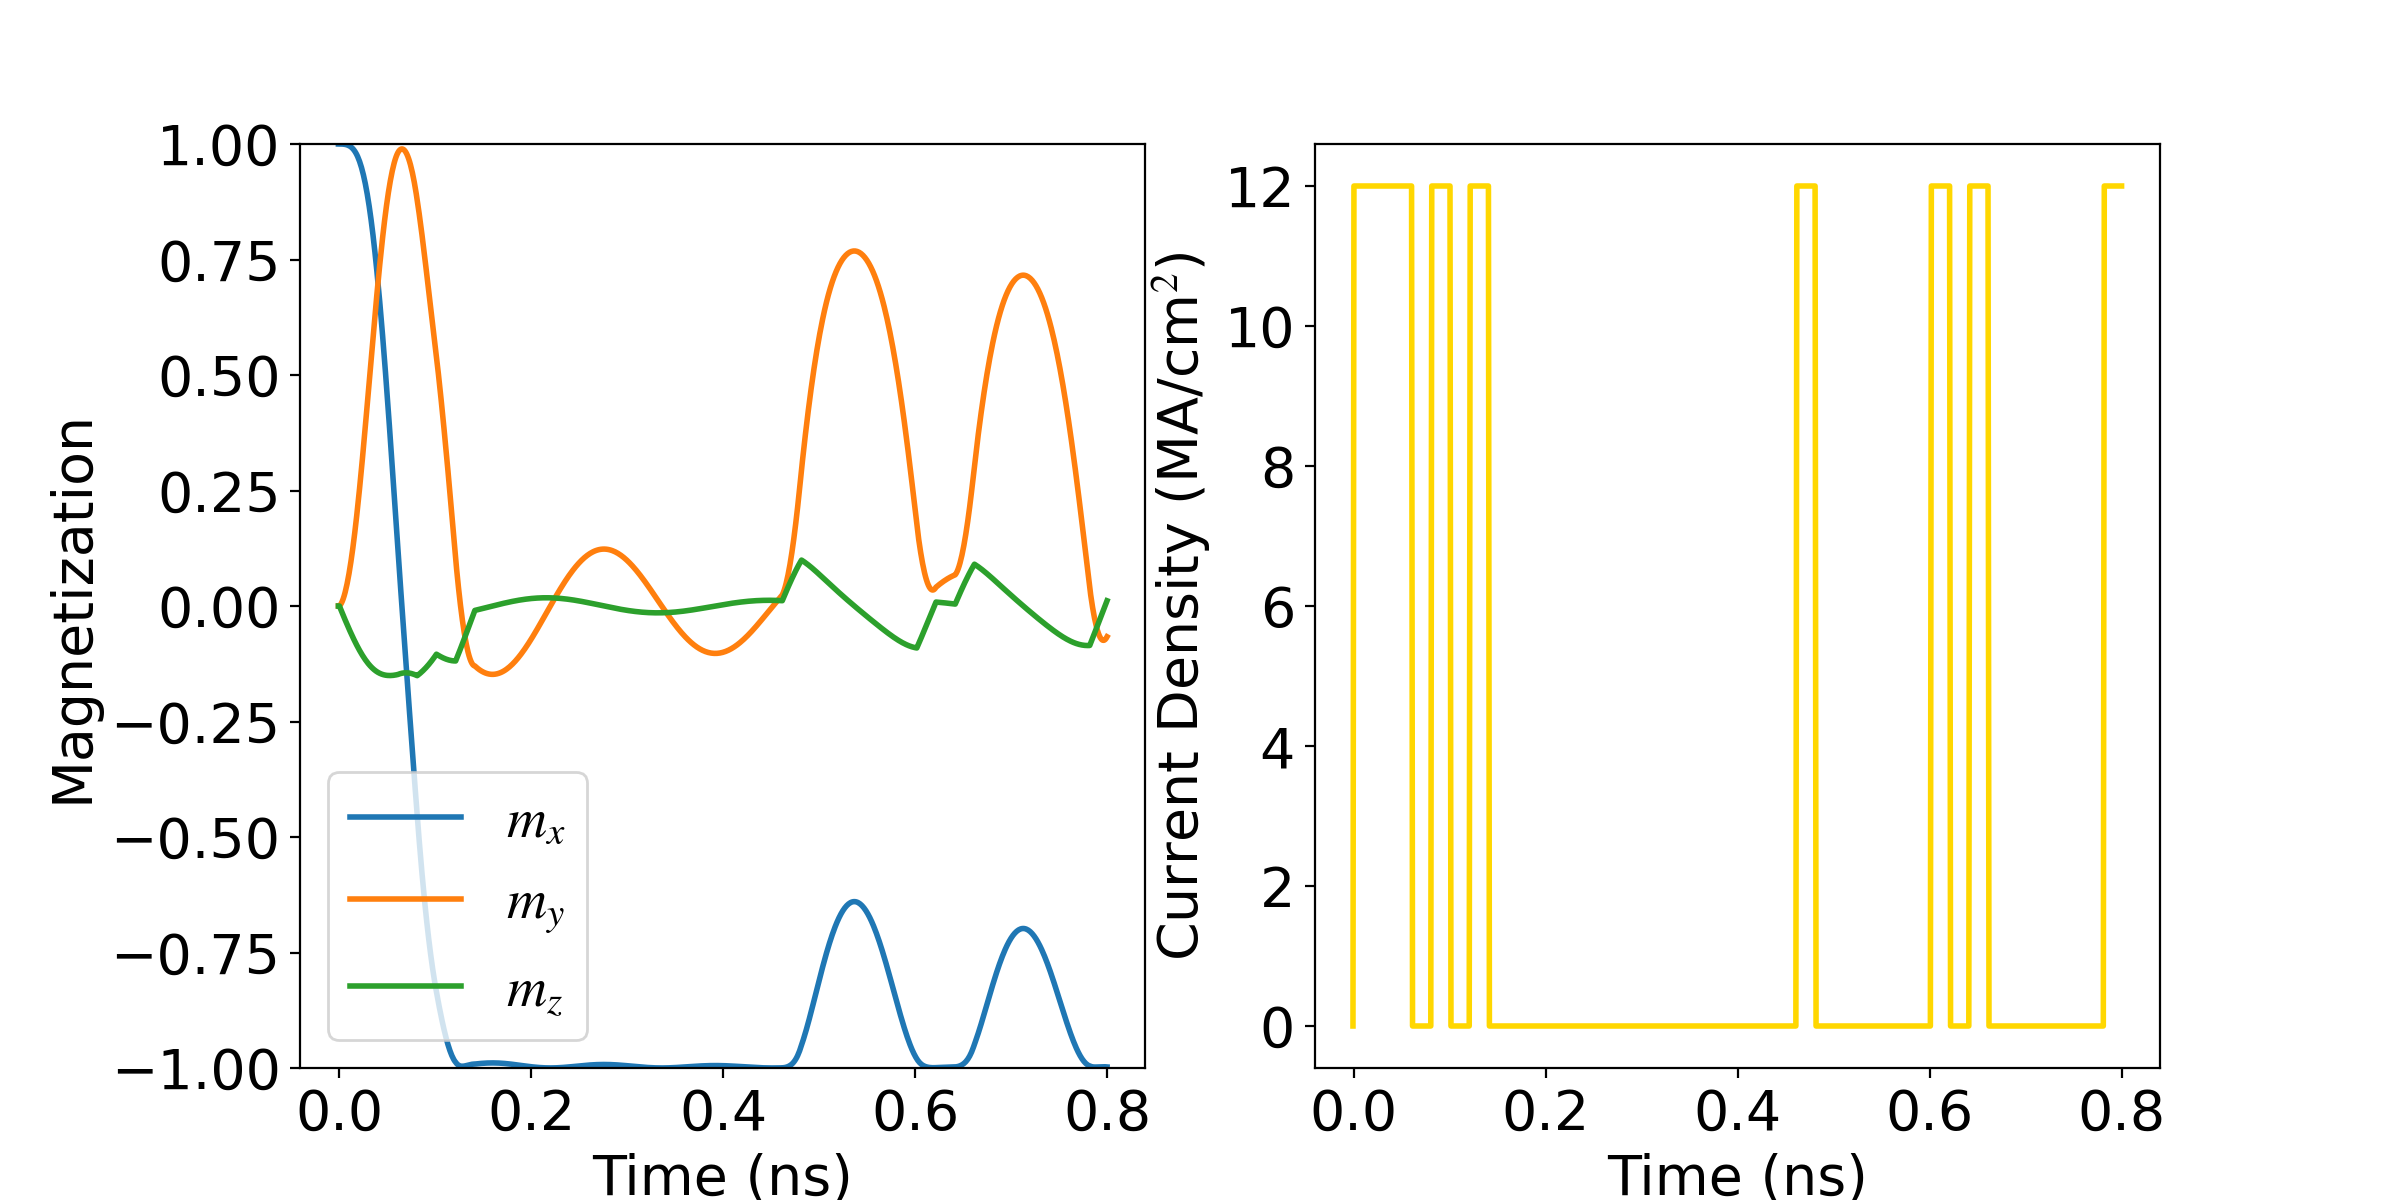 1.00
0.75
0.50
0.25
0.00
−0.25
−0.50
−0.75
−1.00
Magnetization
m_x
m_y
m_z
0.0 0.2 0.4 0.6 0.8
Time (ns)
12
10
8
6
4
2
0
Current Density (MA/cm²)
0.0 0.2 0.4 0.6 0.8
Time (ns)